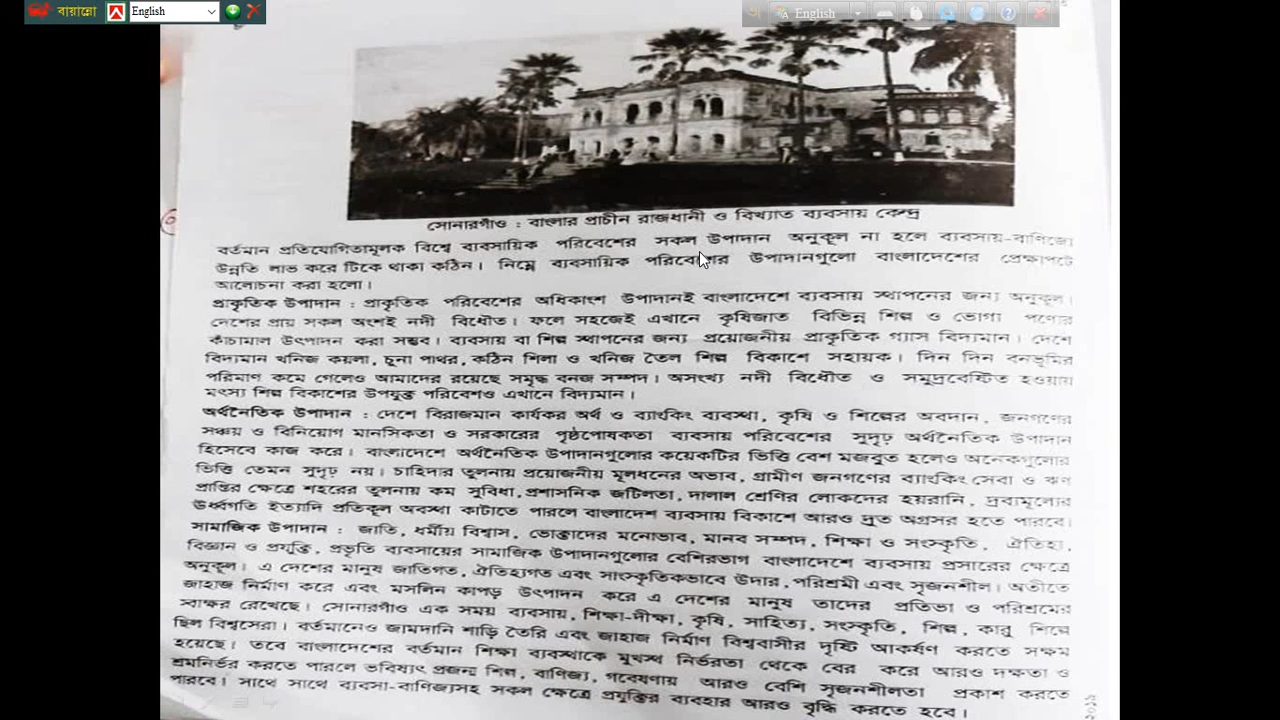 বায়ান্নো English
English
সোনারগাঁও : বাংলার প্রাচীন রাজধানী ও বিখ্যাত ব্যবসায় কেন্দ্র
বর্তমান প্রতিযোগিতামূলক বিশ্বে ব্যবসায়িক পরিবেশের সকল উপাদান অনুকূল না হলে ব্যবসায়-বাণিজ্যে
উন্নতি লাভ করে টিকে থাকা কঠিন। নিম্নে ব্যবসায়িক পরিবেশের উপাদানগুলো বাংলাদেশের প্রেক্ষাপটে
আলোচনা করা হলো।
প্রাকৃতিক উপাদান : প্রাকৃতিক পরিবেশের অধিকাংশ উপাদানই বাংলাদেশে ব্যবসায় স্থাপনের জন্য অনুকূল।
দেশের প্রায় সকল অংশই নদী বিধৌত। ফলে সহজেই এখানে কৃষিজাত বিভিন্ন শিল্প ও ভোগ্য পণ্যের
কাঁচামাল উৎপাদন করা সম্ভব। ব্যবসায় বা শিল্প স্থাপনের জন্য প্রয়োজনীয় প্রাকৃতিক গ্যাস বিদ্যমান। দেশে
বিদ্যমান খনিজ কয়লা, চুনা পাথর, কঠিন শিলা ও খনিজ তৈল শিল্প বিকাশে সহায়ক। দিন দিন বনভূমির
পরিমাণ কমে গেলেও আমাদের রয়েছে সমৃদ্ধ বনজ সম্পদ। অসংখ্য নদী বিধৌত ও সমুদ্রবেষ্টিত হওয়ায়
মৎস্য শিল্প বিকাশের উপযুক্ত পরিবেশও এখানে বিদ্যমান।
অর্থনৈতিক উপাদান : দেশে বিরাজমান কার্যকর অর্থ ও ব্যাংকিং ব্যবস্থা, কৃষি ও শিল্পের অবদান, জনগণের
সঞ্চয় ও বিনিয়োগ মানসিকতা ও সরকারের পৃষ্ঠপোষকতা ব্যবসায় পরিবেশের সুদৃঢ় অর্থনৈতিক উপাদান
হিসেবে কাজ করে। বাংলাদেশে অর্থনৈতিক উপাদানগুলোর কয়েকটির ভিত্তি বেশ মজবুত হলেও অনেকগুলোর
ভিত্তি তেমন সুদৃঢ় নয়। চাহিদার তুলনায় প্রয়োজনীয় মূলধনের অভাব, গ্রামীণ জনগণের ব্যাংকিং সেবা ও ঋণ
প্রাপ্তির ক্ষেত্রে শহরের তুলনায় কম সুবিধা, প্রশাসনিক জটিলতা, দালাল শ্রেণির লোকদের হয়রানি, দ্রব্যমূল্যের
ঊর্ধ্বগতি ইত্যাদি প্রতিকূল অবস্থা কাটাতে পারলে বাংলাদেশ ব্যবসায় বিকাশে আরও দ্রুত অগ্রসর হতে পারবে।
সামাজিক উপাদান : জাতি, ধর্মীয় বিশ্বাস, ভোক্তাদের মনোভাব, মানব সম্পদ, শিক্ষা ও সংস্কৃতি, ঐতিহ্য,
বিজ্ঞান ও প্রযুক্তি, প্রভৃতি ব্যবসায়ের সামাজিক উপাদানগুলোর বেশিরভাগ বাংলাদেশে ব্যবসায় প্রসারের ক্ষেত্রে
অনুকূল। এ দেশের মানুষ জাতিগত, ঐতিহ্যগত এবং সাংস্কৃতিকভাবে উদার, পরিশ্রমী এবং সৃজনশীল। অতীতে
জাহাজ নির্মাণ করে এবং মসলিন কাপড় উৎপাদন করে এ দেশের মানুষ তাদের প্রতিভা ও পরিশ্রমের
স্বাক্ষর রেখেছে। সোনারগাঁও এক সময় ব্যবসায়, শিক্ষা-দীক্ষা, কৃষি, সাহিত্য, সংস্কৃতি, শিল্প, কারু শিল্পে
ছিল বিশ্বসেরা। বর্তমানেও জামদানি শাড়ি তৈরি এবং জাহাজ নির্মাণ বিশ্ববাসীর দৃষ্টি আকর্ষণ করতে সক্ষম
হয়েছে। তবে বাংলাদেশের বর্তমান শিক্ষা ব্যবস্থাকে মুখস্থ নির্ভরতা থেকে বের করে আরও দক্ষতা ও
শ্রমনির্ভর করতে পারলে ভবিষ্যৎ প্রজন্ম শিল্প, বাণিজ্য, গবেষণায় আরও বেশি সৃজনশীলতা প্রকাশ করতে
পারবে। সাথে সাথে ব্যবসা-বাণিজ্যসহ সকল ক্ষেত্রে প্রযুক্তির ব্যবহার আরও বৃদ্ধি করতে হবে।